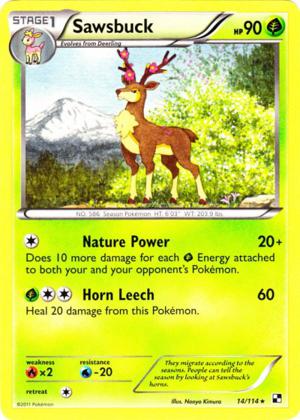 STAGE1
Sawsbuck
HP90
Evolves from Deerling
NO. 586 Season Pokémon HT. 6'03" WT. 203.9 lbs.
Nature Power 20+
Does 10 more damage for each Energy attached
to both your and your opponent's Pokémon.
Horn Leech 60
Heal 20 damage from this Pokémon.
weakness
×2
resistance
-20
retreat
They migrate according to the
seasons. People can tell the
season by looking at Sawsbuck's
horns.
Illus. Naoyo Kimura
14/114 ★
©2011 Pokémon